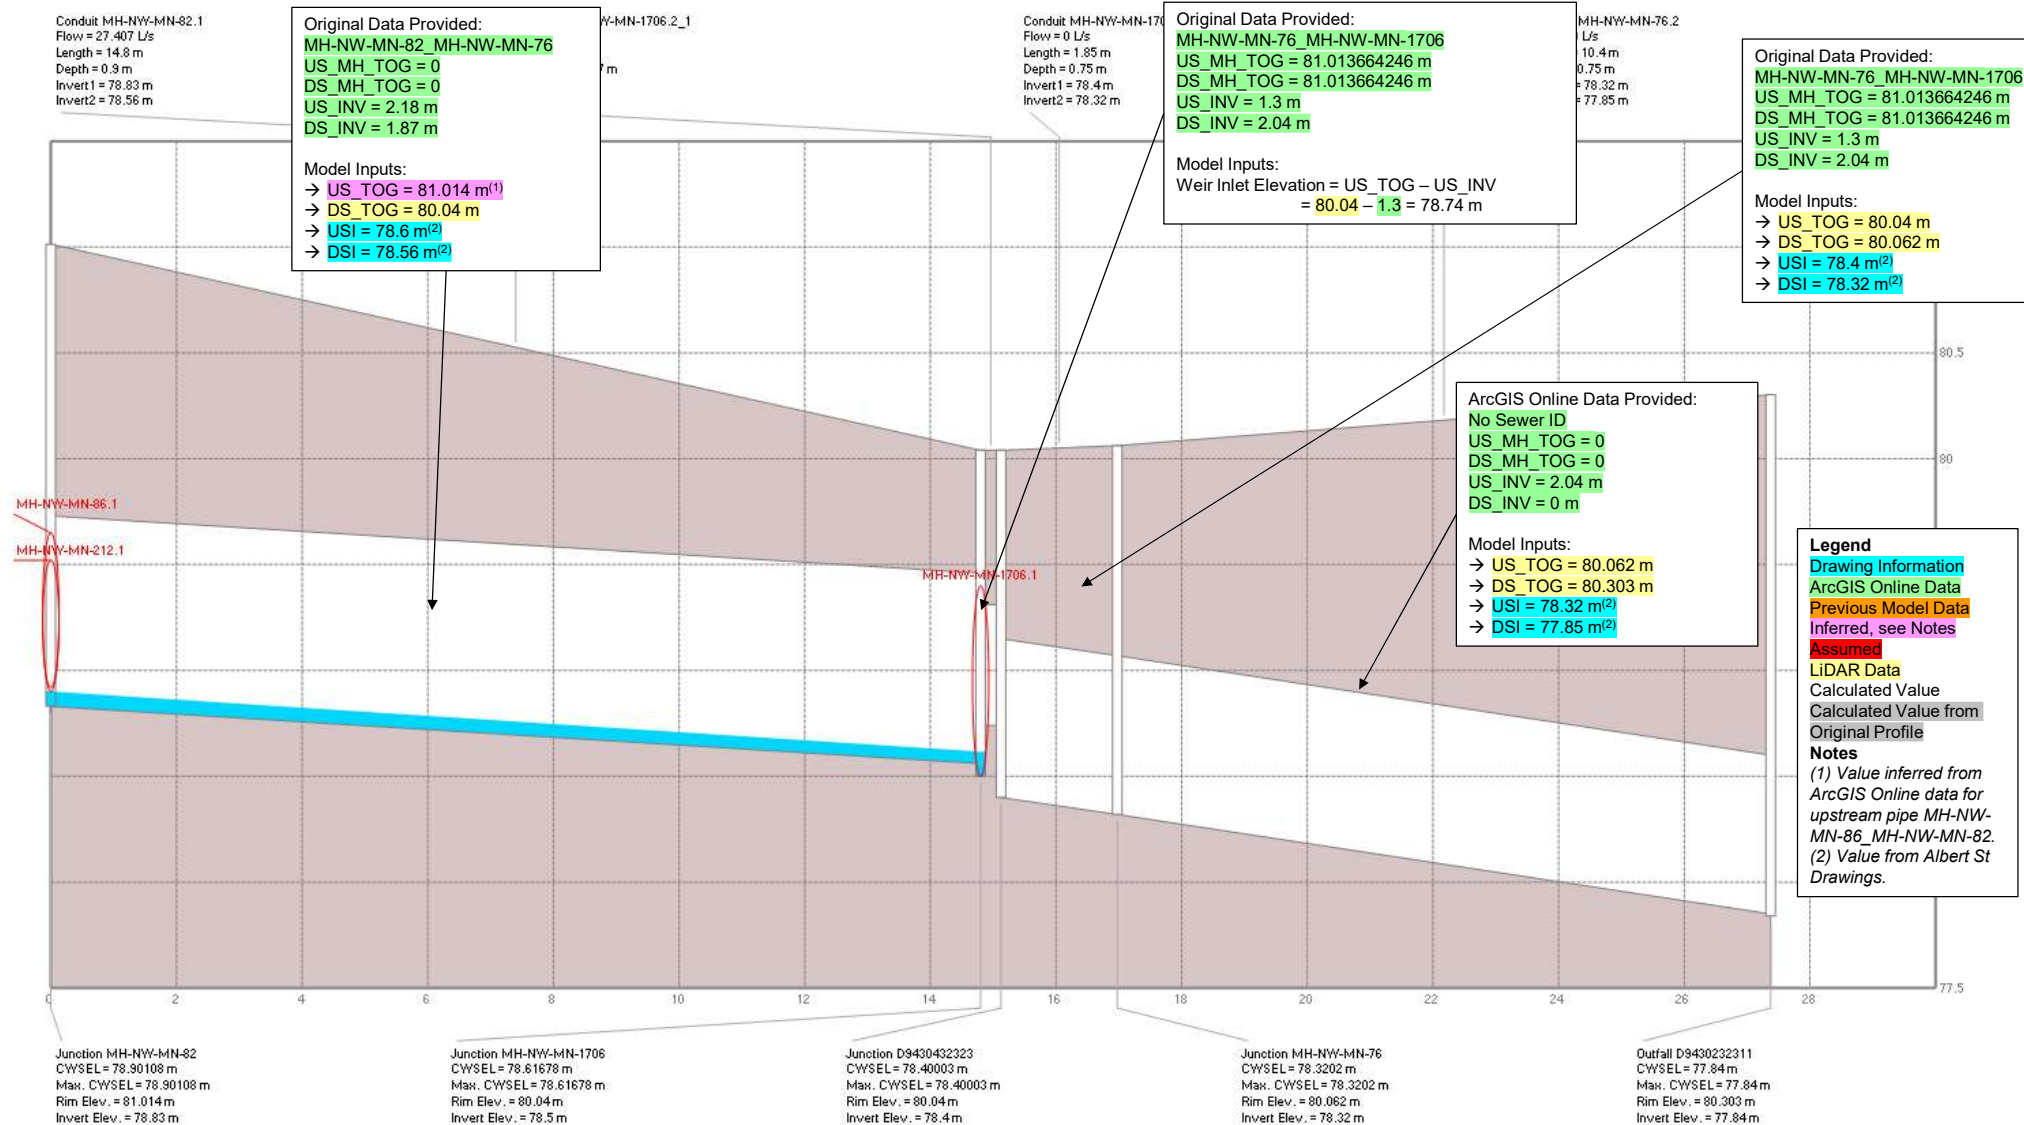 Conduit MH-NW-MN-82.1
Flow = 27.407 L/s
Length = 14.8 m
Depth = 0.9 m
Invert1 = 78.83 m
Invert2 = 78.56 m
Original Data Provided:
MH-NW-MN-82_MH-NW-MN-76
US_MH_TOG = 0
DS_MH_TOG = 0
US_INV = 2.18 m
DS_INV = 1.87 m
Model Inputs:
→ US_TOG = 81.014 m(1)
→ DS_TOG = 80.04 m
→ USI = 78.6 m(2)
→ DSI = 78.56 m(2)
W-MN-1706.2_1
m
Conduit MH-NW-MN-170
Flow = 0 L/s
Length = 1.85 m
Depth = 0.75 m
Invert1 = 78.4 m
Invert2 = 78.32 m
Original Data Provided:
MH-NW-MN-76_MH-NW-MN-1706
US_MH_TOG = 81.013664246 m
DS_MH_TOG = 81.013664246 m
US_INV = 1.3 m
DS_INV = 2.04 m
Model Inputs:
Weir Inlet Elevation = US_TOG – US_INV
= 80.04 – 1.3 = 78.74 m
MH-NW-MN-76.2
L/s
10.4 m
0.75 m
78.32 m
77.85 m
Original Data Provided:
MH-NW-MN-76_MH-NW-MN-1706
US_MH_TOG = 81.013664246 m
DS_MH_TOG = 81.013664246 m
US_INV = 1.3 m
DS_INV = 2.04 m
Model Inputs:
→ US_TOG = 80.04 m
→ DS_TOG = 80.062 m
→ USI = 78.4 m(2)
→ DSI = 78.32 m(2)
80.5
80
77.5
ArcGIS Online Data Provided:
No Sewer ID
US_MH_TOG = 0
DS_MH_TOG = 0
US_INV = 2.04 m
DS_INV = 0 m
Model Inputs:
→ US_TOG = 80.062 m
→ DS_TOG = 80.303 m
→ USI = 78.32 m(2)
→ DSI = 77.85 m(2)
MH-NW-MN-86.1
MH-NW-MN-212.1
MH-NW-MN-1706.1
Legend
Drawing Information
ArcGIS Online Data
Previous Model Data
Inferred, see Notes
Assumed
LiDAR Data
Calculated Value
Calculated Value from
Original Profile
Notes
(1) Value inferred from
ArcGIS Online data for
upstream pipe MH-NW-
MN-86_MH-NW-MN-82.
(2) Value from Albert St
Drawings.
0 2 4 6 8 10 12 14 16 18 20 22 24 26 28
Junction MH-NW-MN-82
CWSEL = 78.90108 m
Max. CWSEL = 78.90108 m
Rim Elev. = 81.014 m
Invert Elev. = 78.83 m
Junction MH-NW-MN-1706
CWSEL = 78.61678 m
Max. CWSEL = 78.61678 m
Rim Elev. = 80.04 m
Invert Elev. = 78.5 m
Junction D9430432323
CWSEL = 78.40003 m
Max. CWSEL = 78.40003 m
Rim Elev. = 80.04 m
Invert Elev. = 78.4 m
Junction MH-NW-MN-76
CWSEL = 78.3202 m
Max. CWSEL = 78.3202 m
Rim Elev. = 80.062 m
Invert Elev. = 78.32 m
Outfall D9430232311
CWSEL = 77.84 m
Max. CWSEL = 77.84 m
Rim Elev. = 80.303 m
Invert Elev. = 77.84 m